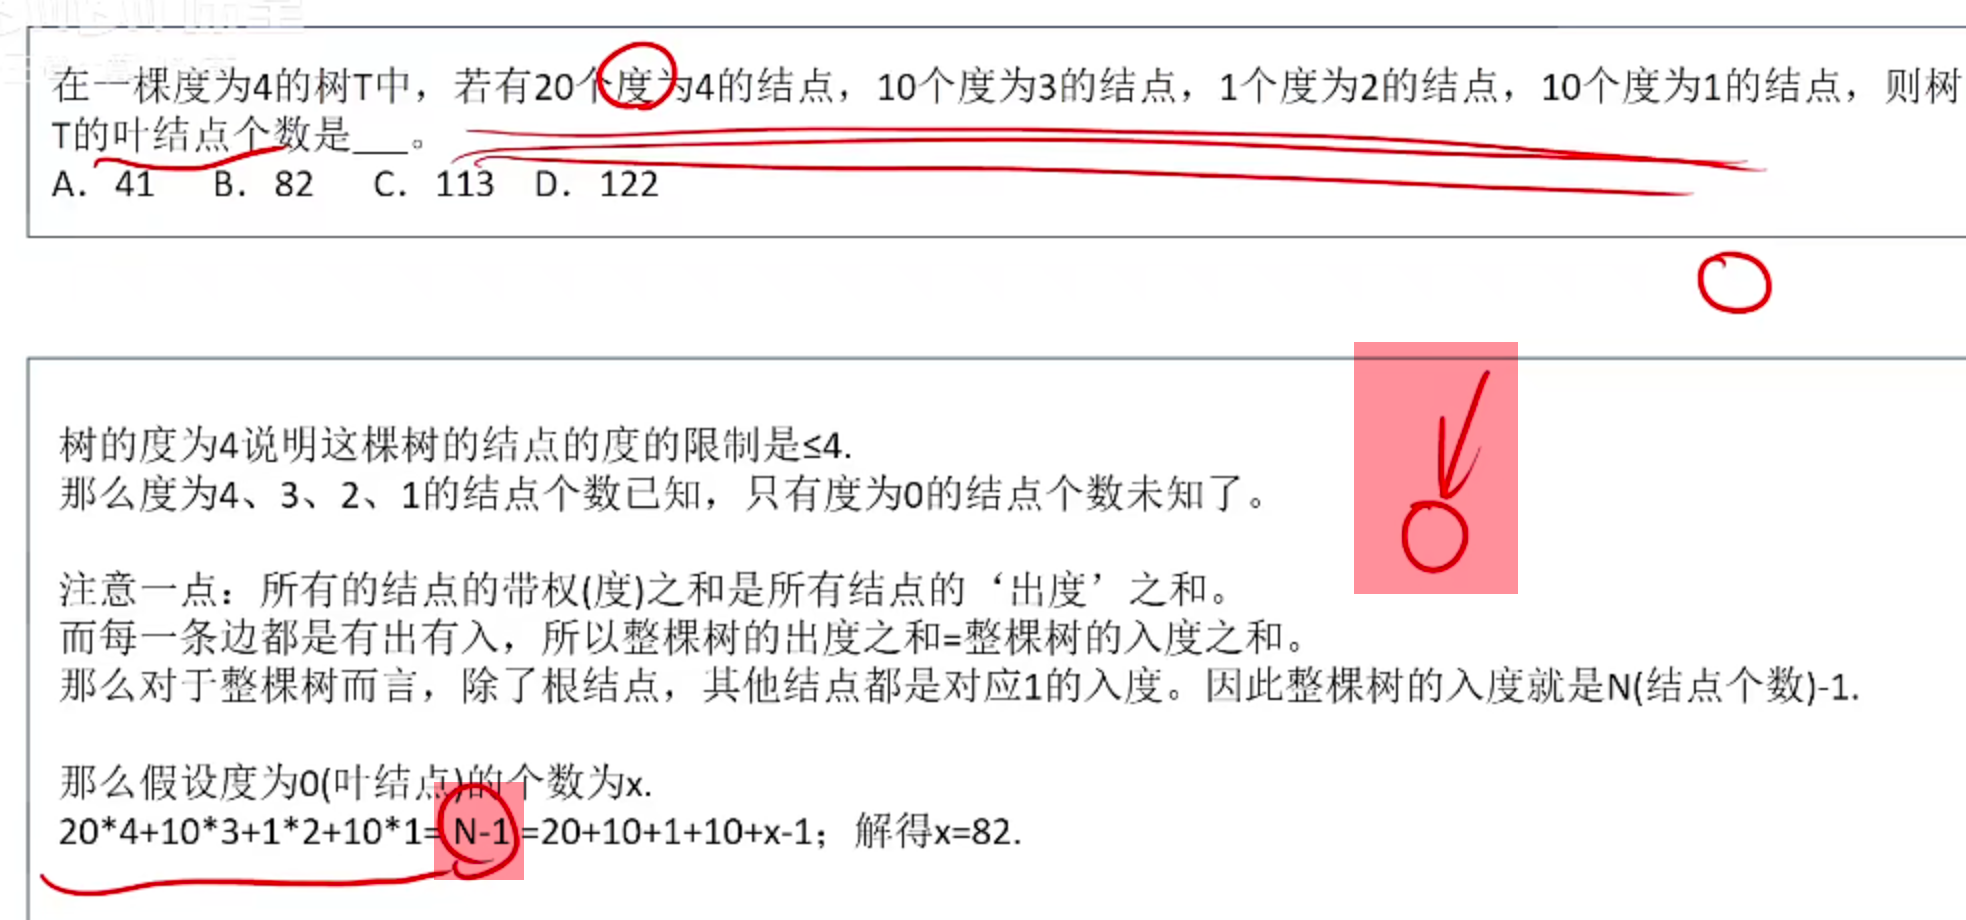 在一棵度为4的树T中，若有20个度为4的结点，10个度为3的结点，1个度为2的结点，10个度为1的结点，则树
T的叶结点个数是___。
A. 41 B. 82 C. 113 D. 122
树的度为4说明这棵树的结点的度的限制是≤4.
那么度为4、3、2、1的结点个数已知，只有度为0的结点个数未知了。
注意一点：所有的结点的带权(度)之和是所有结点的‘出度’之和。
而每一条边都是有出有入，所以整棵树的出度之和=整棵树的入度之和。
那么对于整棵树而言，除了根结点，其他结点都是对应1的入度。因此整棵树的入度就是N(结点个数)-1.
那么假设度为0(叶结点)的个数为x.
20*4+10*3+1*2+10*1= N-1 =20+10+1+10+x-1；解得x=82.